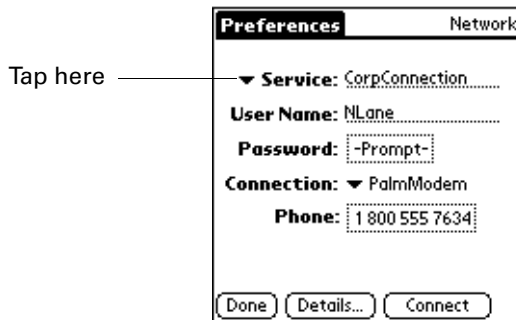 Preferences Network
Tap here
Service: CorpConnection
User Name: NLane
Password: -Prompt-
Connection: PalmModem
Phone: 1 800 555 7634
Done Details... Connect